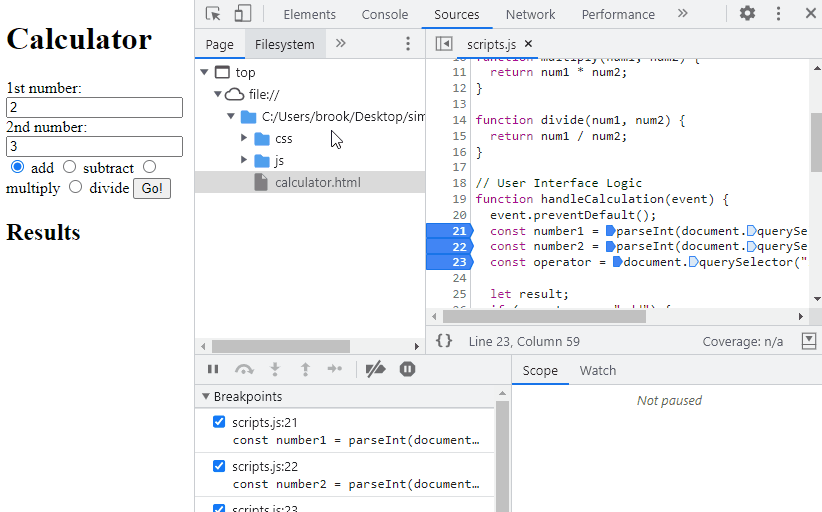 Calculator
1st number:
2
2nd number:
3
add subtract
multiply divide Go!
Results
Elements Console Sources Network Performance »
Page Filesystem »
top
file://
C:/Users/brook/Desktop/sim
css
js
calculator.html
scripts.js ×
10 function multiply(num1, num2) {
11 return num1 * num2;
12 }
13
14 function divide(num1, num2) {
15 return num1 / num2;
16 }
17
18 // User Interface Logic
19 function handleCalculation(event) {
20 event.preventDefault();
21 const number1 = parseInt(document.querySe
22 const number2 = parseInt(document.querySe
23 const operator = document.querySelector("
24
25 let result;
{} Line 23, Column 59 Coverage: n/a
Breakpoints
scripts.js:21
const number1 = parseInt(document…
scripts.js:22
const number2 = parseInt(document…
scripts.js:23
Scope Watch
Not paused